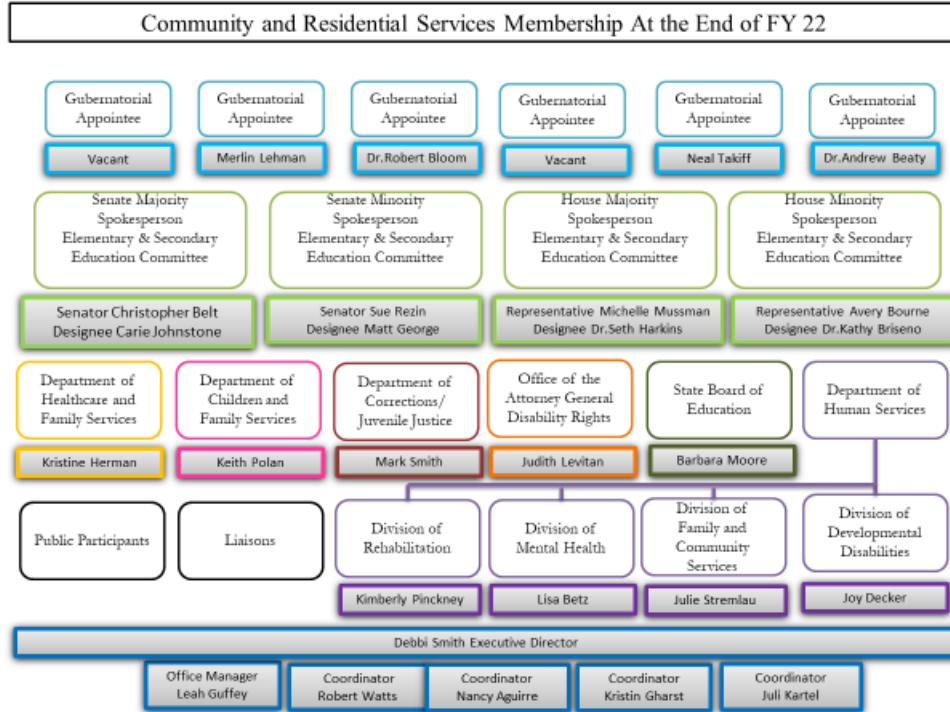 Community and Residential Services Membership At the End of FY 22
Gubernatorial
Appointee
Vacant
Gubernatorial
Appointee
Merlin Lehman
Gubernatorial
Appointee
Dr.Robert Bloom
Gubernatorial
Appointee
Vacant
Gubernatorial
Appointee
Neal Takiff
Gubernatorial
Appointee
Dr.Andrew Beaty
Senate Majority
Spokesperson
Elementary & Secondary
Education Committee
Senator Christopher Belt
Designee Carie Johnstone
Senate Minority
Spokesperson
Elementary & Secondary
Education Committee
Senator Sue Rezin
Designee Matt George
House Majority
Spokesperson
Elementary & Secondary
Education Committee
Representative Michelle Mussman
Designee Dr.Seth Harkins
House Minority
Spokesperson
Elementary & Secondary
Education Committee
Representative Avery Bourne
Designee Dr.Kathy Briseno
Department of
Healthcare and
Family Services
Kristine Herman
Department of
Children and
Family Services
Keith Polan
Department of
Corrections/
Juvenile Justice
Mark Smith
Office of the
Attorney General
Disability Rights
Judith Levitan
State Board of
Education
Barbara Moore
Department of
Human Services
Public Participants
Liaisons
Division of
Rehabilitation
Kimberly Pinckney
Division of
Mental Health
Lisa Betz
Division of
Family and
Community
Services
Julie Stremlau
Division of
Developmental
Disabilities
Joy Decker
Debbi Smith Executive Director
Office Manager
Leah Guffey
Coordinator
Robert Watts
Coordinator
Nancy Aguirre
Coordinator
Kristin Gharst
Coordinator
Juli Kartel